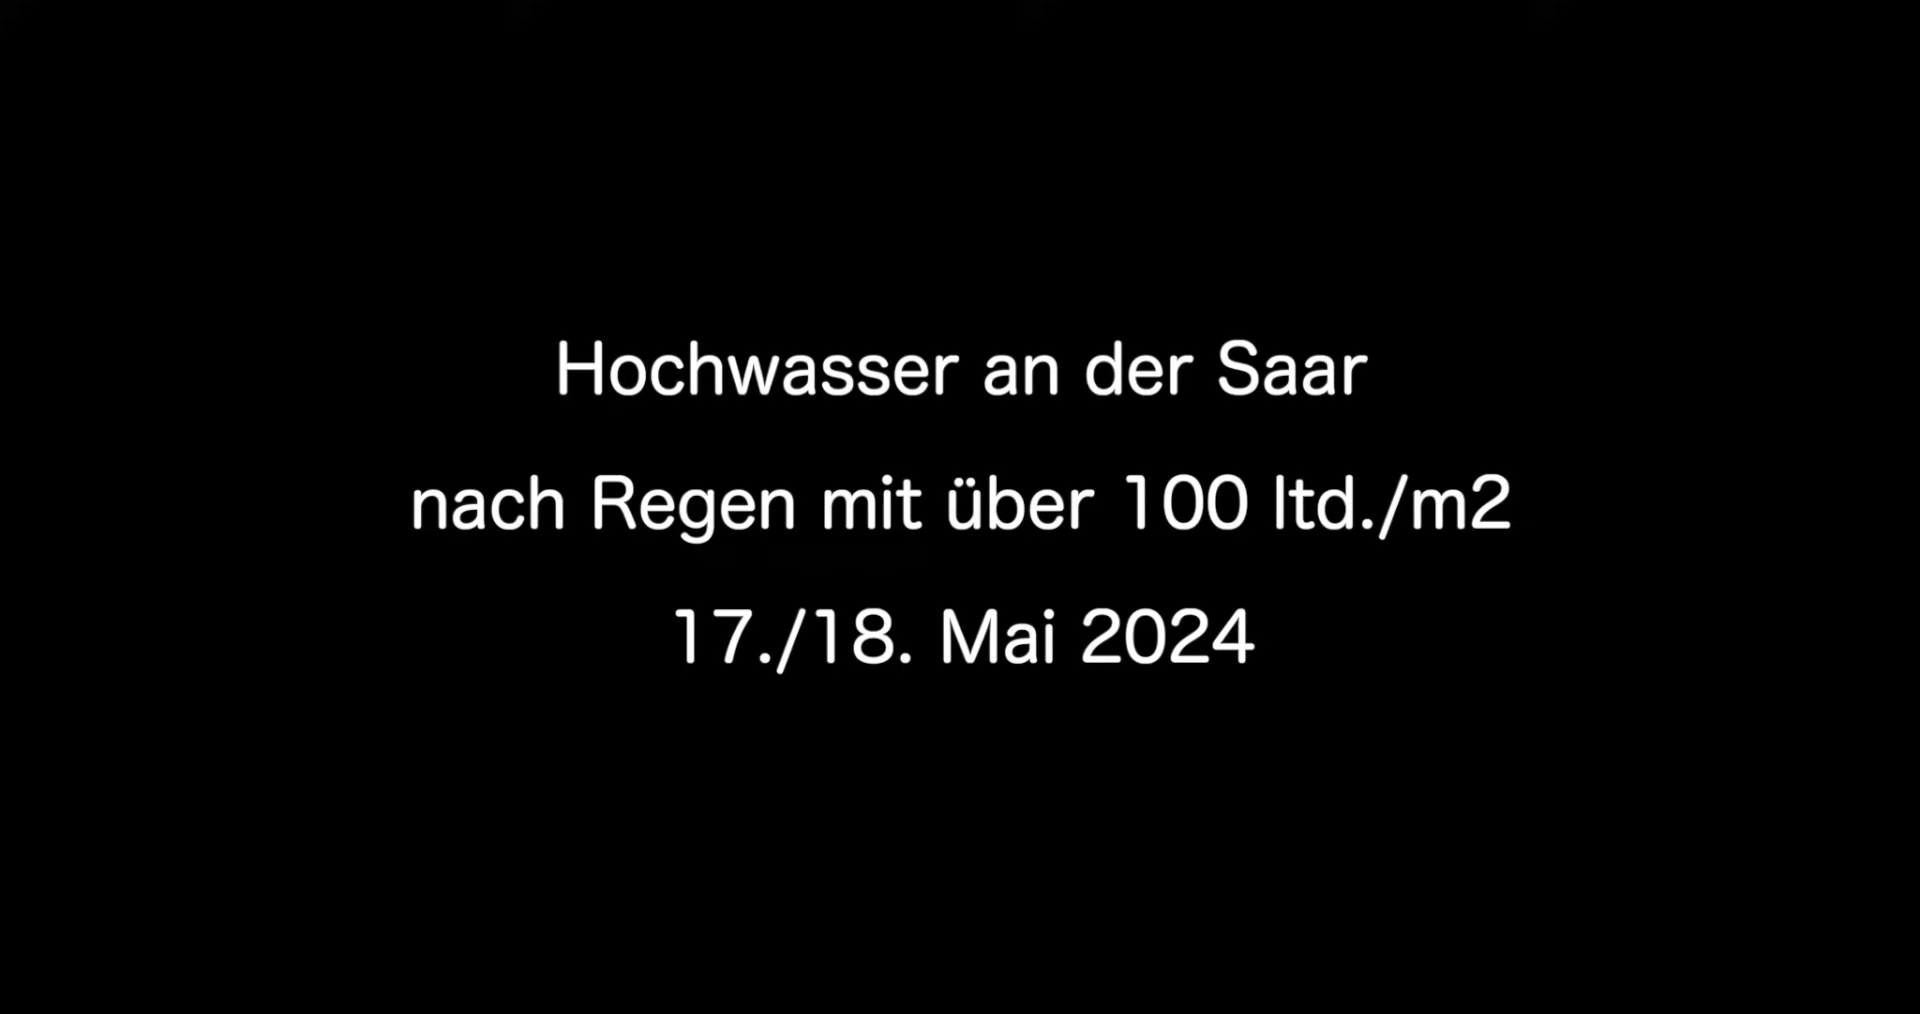 Hochwasser an der Saar
nach Regen mit über 100 ltd./m2
17./18. Mai 2024